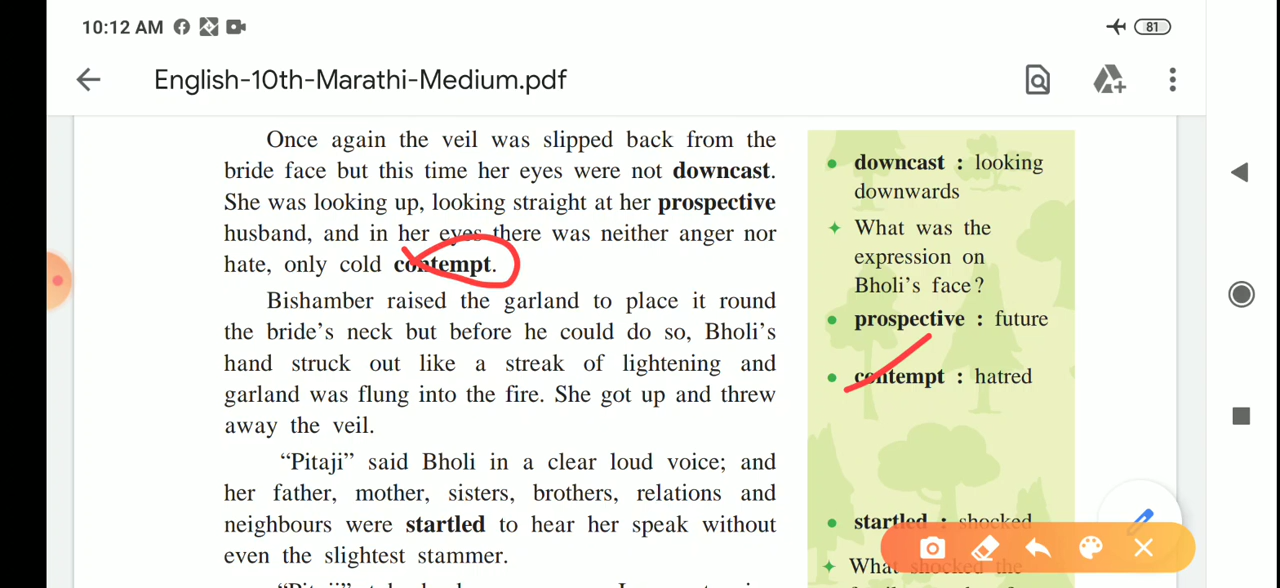 10:12 AM
81
English-10th-Marathi-Medium.pdf
Once again the veil was slipped back from the
bride face but this time her eyes were not downcast.
She was looking up, looking straight at her prospective
husband, and in her eyes there was neither anger nor
hate, only cold contempt.
Bishamber raised the garland to place it round
the bride's neck but before he could do so, Bholi's
hand struck out like a streak of lightening and
garland was flung into the fire. She got up and threw
away the veil.
“Pitaji” said Bholi in a clear loud voice; and
her father, mother, sisters, brothers, relations and
neighbours were startled to hear her speak without
even the slightest stammer.
downcast : looking
downwards
What was the
expression on
Bholi's face?
prospective : future
contempt : hatred
startled : shocked
What shocked the